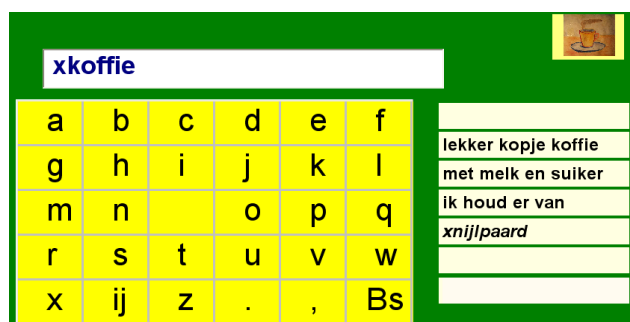 xkoffie
a b c d e f
g h i j k l
m n o p q
r s t u v w
x ij z . , Bs
lekker kopje koffie
met melk en suiker
ik houd er van
xnijlpaard